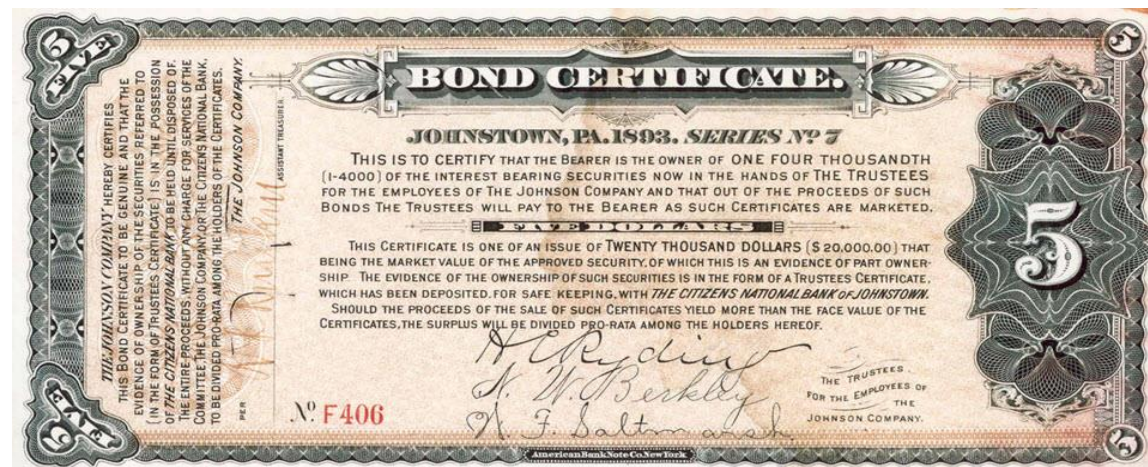 BOND CERTIFICATE.
JOHNSTOWN, PA. 1893. SERIES Nº 7
THIS IS TO CERTIFY THAT THE BEARER IS THE OWNER OF ONE FOUR THOUSANDTH
(1-4000) OF THE INTEREST BEARING SECURITIES NOW IN THE HANDS OF THE TRUSTEES
FOR THE EMPLOYEES OF THE JOHNSON COMPANY AND THAT OUT OF THE PROCEEDS OF SUCH
BONDS THE TRUSTEES WILL PAY TO THE BEARER AS SUCH CERTIFICATES ARE MARKETED.
FIVE DOLLARS
THIS CERTIFICATE IS ONE OF AN ISSUE OF TWENTY THOUSAND DOLLARS ($20,000.00) THAT
BEING THE MARKET VALUE OF THE APPROVED SECURITY, OF WHICH THIS IS AN EVIDENCE OF PART OWNER-
SHIP. THE EVIDENCE OF THE OWNERSHIP OF SUCH SECURITIES IS IN THE FORM OF A TRUSTEES CERTIFICATE,
WHICH HAS BEEN DEPOSITED, FOR SAFE KEEPING, WITH THE CITIZENS NATIONAL BANK OF JOHNSTOWN.
SHOULD THE PROCEEDS OF THE SALE OF SUCH CERTIFICATES YIELD MORE THAN THE FACE VALUE OF THE
CERTIFICATES, THE SURPLUS WILL BE DIVIDED PRO-RATA AMONG THE HOLDERS HEREOF.
H C Ryding
N. W. Berkley
W. F. Saltmarsh
THE TRUSTEES
FOR THE EMPLOYEES OF
THE
JOHNSON COMPANY.
Nº F406
American Bank Note Co. New York
THE JOHNSON COMPANY HEREBY CERTIFIES
THIS BOND CERTIFICATE TO BE GENUINE AND THAT THE
EVIDENCE OF OWNERSHIP OF THE SECURITIES REFERRED TO
(IN THE FORM OF TRUSTEES CERTIFICATE) IS IN THE POSSESSION
OF THE CITIZENS NATIONAL BANK TO BE HELD UNTIL DISPOSED OF.
THE ENTIRE PROCEEDS, WITHOUT ANY CHARGE FOR SERVICES OF THE
COMMITTEE, THE JOHNSON COMPANY, OR THE CITIZENS NATIONAL BANK,
TO BE DIVIDED PRO-RATA AMONG THE HOLDERS OF THE CERTIFICATES.
THE JOHNSON COMPANY.
PER
ASSISTANT TREASURER.
5
FIVE
5
FIVE
5
5
5